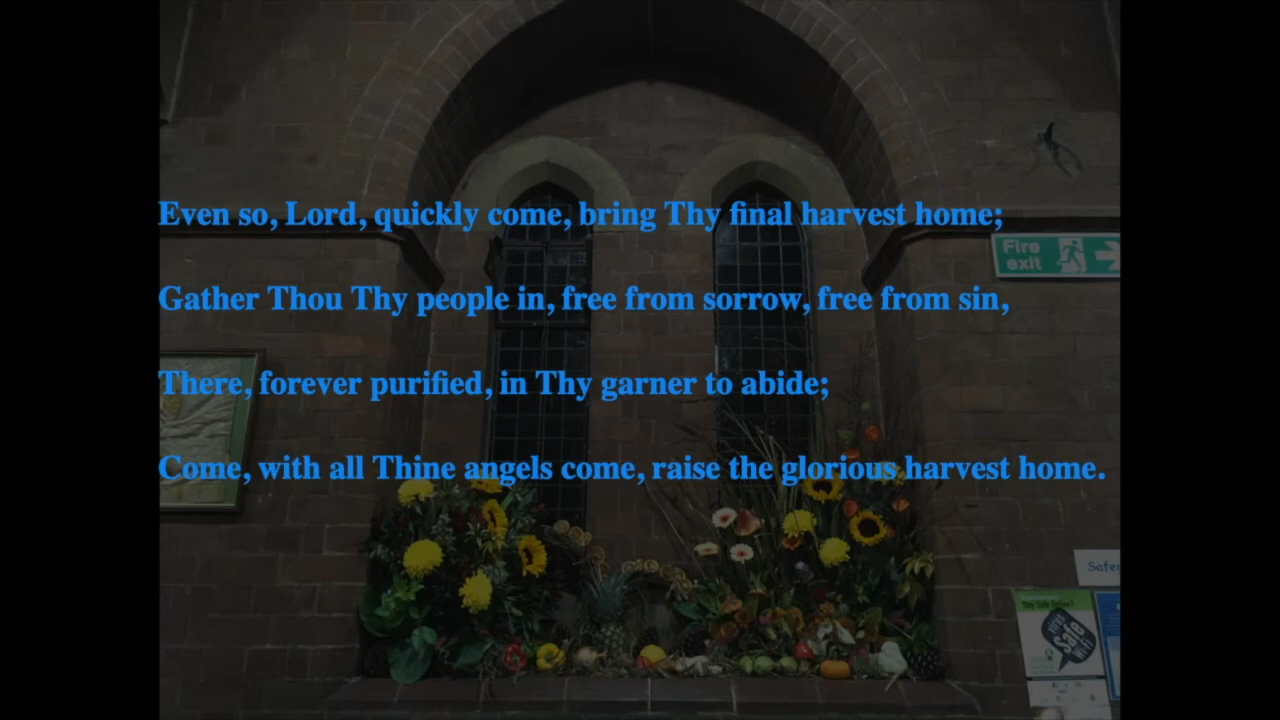 Even so, Lord, quickly come, bring Thy final harvest home;
Fire
exit
Gather Thou Thy people in, free from sorrow, free from sin,
There, forever purified, in Thy garner to abide;
Come, with all Thine angels come, raise the glorious harvest home.
Safe
Safe